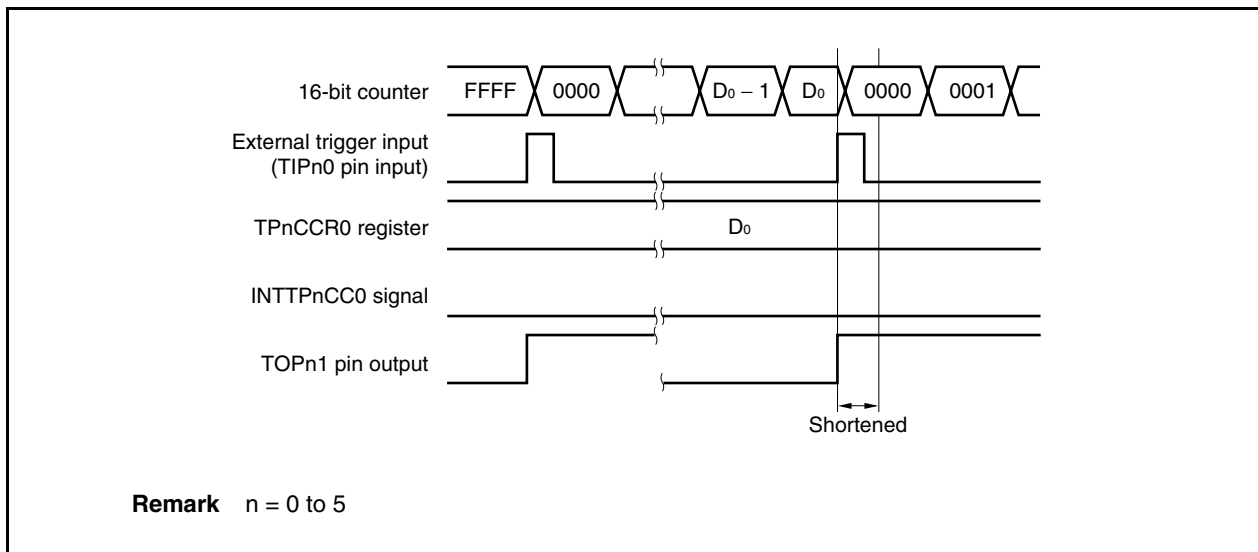 16-bit counter FFFF 0000 D0 − 1 D0 0000 0001
External trigger input
(TIPn0 pin input)
TPnCCR0 register D0
INTTPnCC0 signal
TOPn1 pin output
Shortened
Remark n = 0 to 5